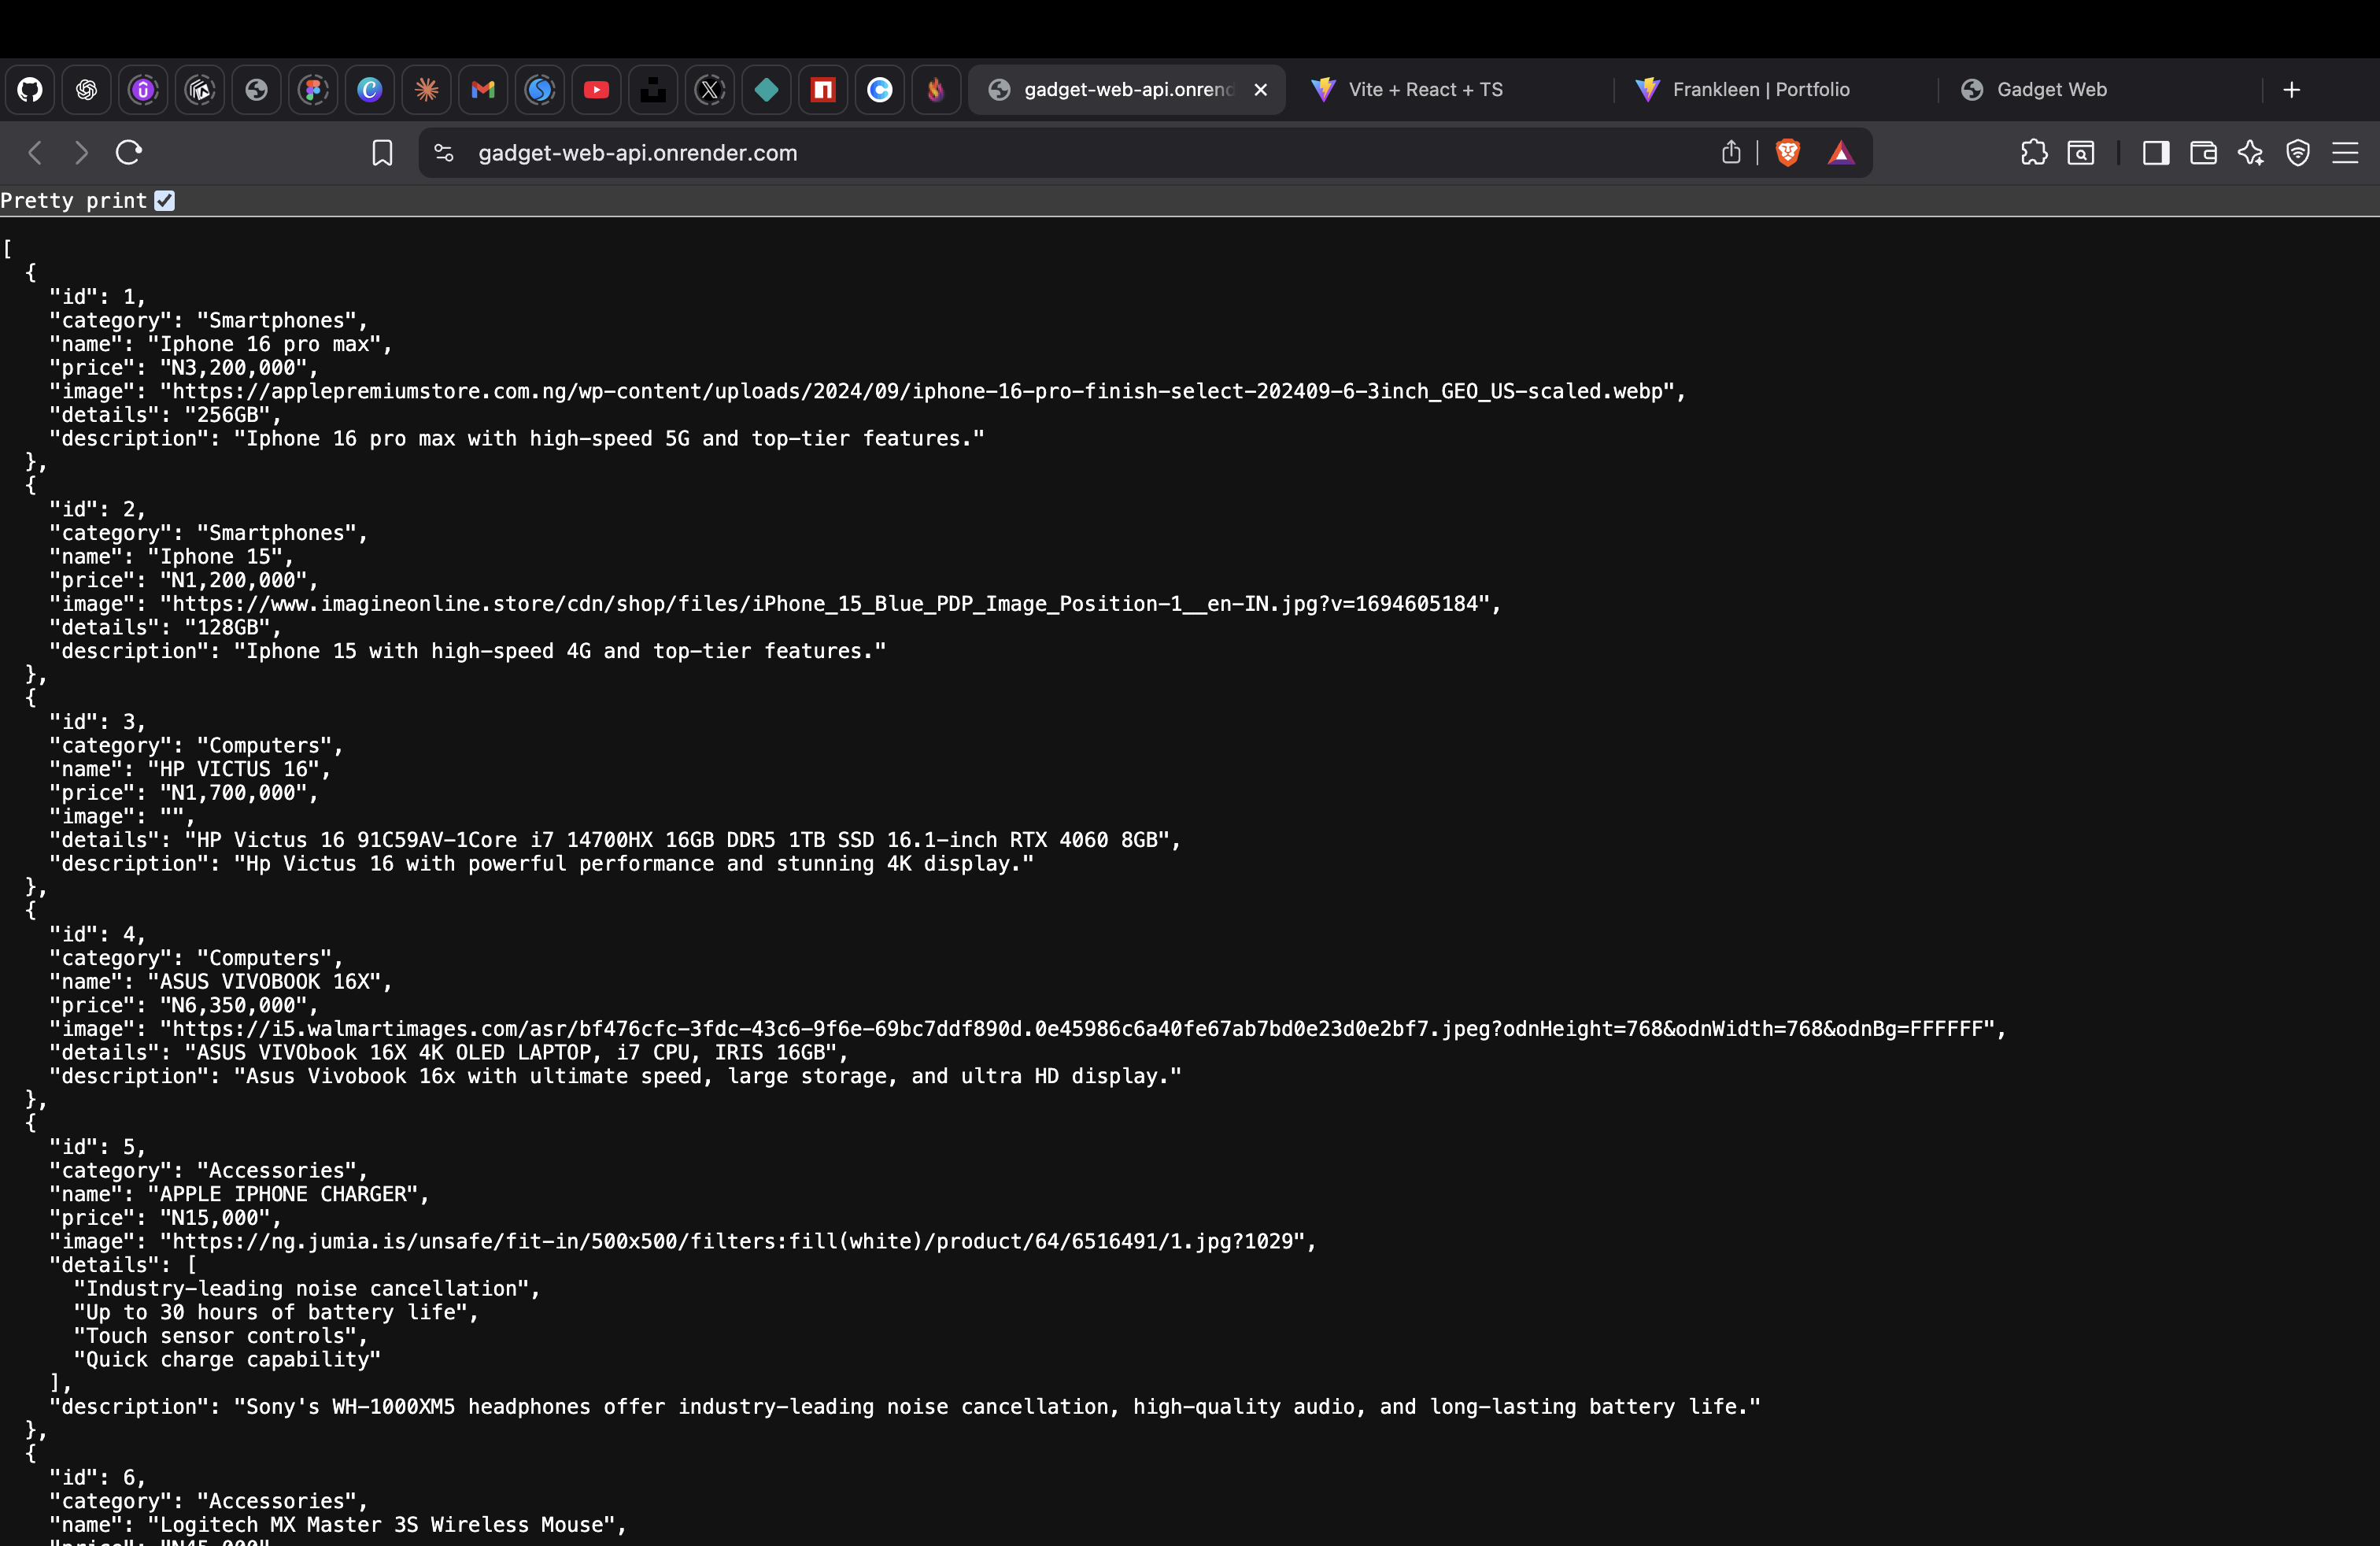 gadget-web-api.onrend
Vite + React + TS
Frankleen | Portfolio
Gadget Web
gadget-web-api.onrender.com
Pretty print
[
  {
    "id": 1,
    "category": "Smartphones",
    "name": "Iphone 16 pro max",
    "price": "N3,200,000",
    "image": "https://applepremiumstore.com.ng/wp-content/uploads/2024/09/iphone-16-pro-finish-select-202409-6-3inch_GEO_US-scaled.webp",
    "details": "256GB",
    "description": "Iphone 16 pro max with high-speed 5G and top-tier features."
  },
  {
    "id": 2,
    "category": "Smartphones",
    "name": "Iphone 15",
    "price": "N1,200,000",
    "image": "https://www.imagineonline.store/cdn/shop/files/iPhone_15_Blue_PDP_Image_Position-1__en-IN.jpg?v=1694605184",
    "details": "128GB",
    "description": "Iphone 15 with high-speed 4G and top-tier features."
  },
  {
    "id": 3,
    "category": "Computers",
    "name": "HP VICTUS 16",
    "price": "N1,700,000",
    "image": "",
    "details": "HP Victus 16 91C59AV-1Core i7 14700HX 16GB DDR5 1TB SSD 16.1-inch RTX 4060 8GB",
    "description": "Hp Victus 16 with powerful performance and stunning 4K display."
  },
  {
    "id": 4,
    "category": "Computers",
    "name": "ASUS VIVOBOOK 16X",
    "price": "N6,350,000",
    "image": "https://i5.walmartimages.com/asr/bf476cfc-3fdc-43c6-9f6e-69bc7ddf890d.0e45986c6a40fe67ab7bd0e23d0e2bf7.jpeg?odnHeight=768&odnWidth=768&odnBg=FFFFFF",
    "details": "ASUS VIVObook 16X 4K OLED LAPTOP, i7 CPU, IRIS 16GB",
    "description": "Asus Vivobook 16x with ultimate speed, large storage, and ultra HD display."
  },
  {
    "id": 5,
    "category": "Accessories",
    "name": "APPLE IPHONE CHARGER",
    "price": "N15,000",
    "image": "https://ng.jumia.is/unsafe/fit-in/500x500/filters:fill(white)/product/64/6516491/1.jpg?1029",
    "details": [
      "Industry-leading noise cancellation",
      "Up to 30 hours of battery life",
      "Touch sensor controls",
      "Quick charge capability"
    ],
    "description": "Sony's WH-1000XM5 headphones offer industry-leading noise cancellation, high-quality audio, and long-lasting battery life."
  },
  {
    "id": 6,
    "category": "Accessories",
    "name": "Logitech MX Master 3S Wireless Mouse",
    "price": "N45,000"